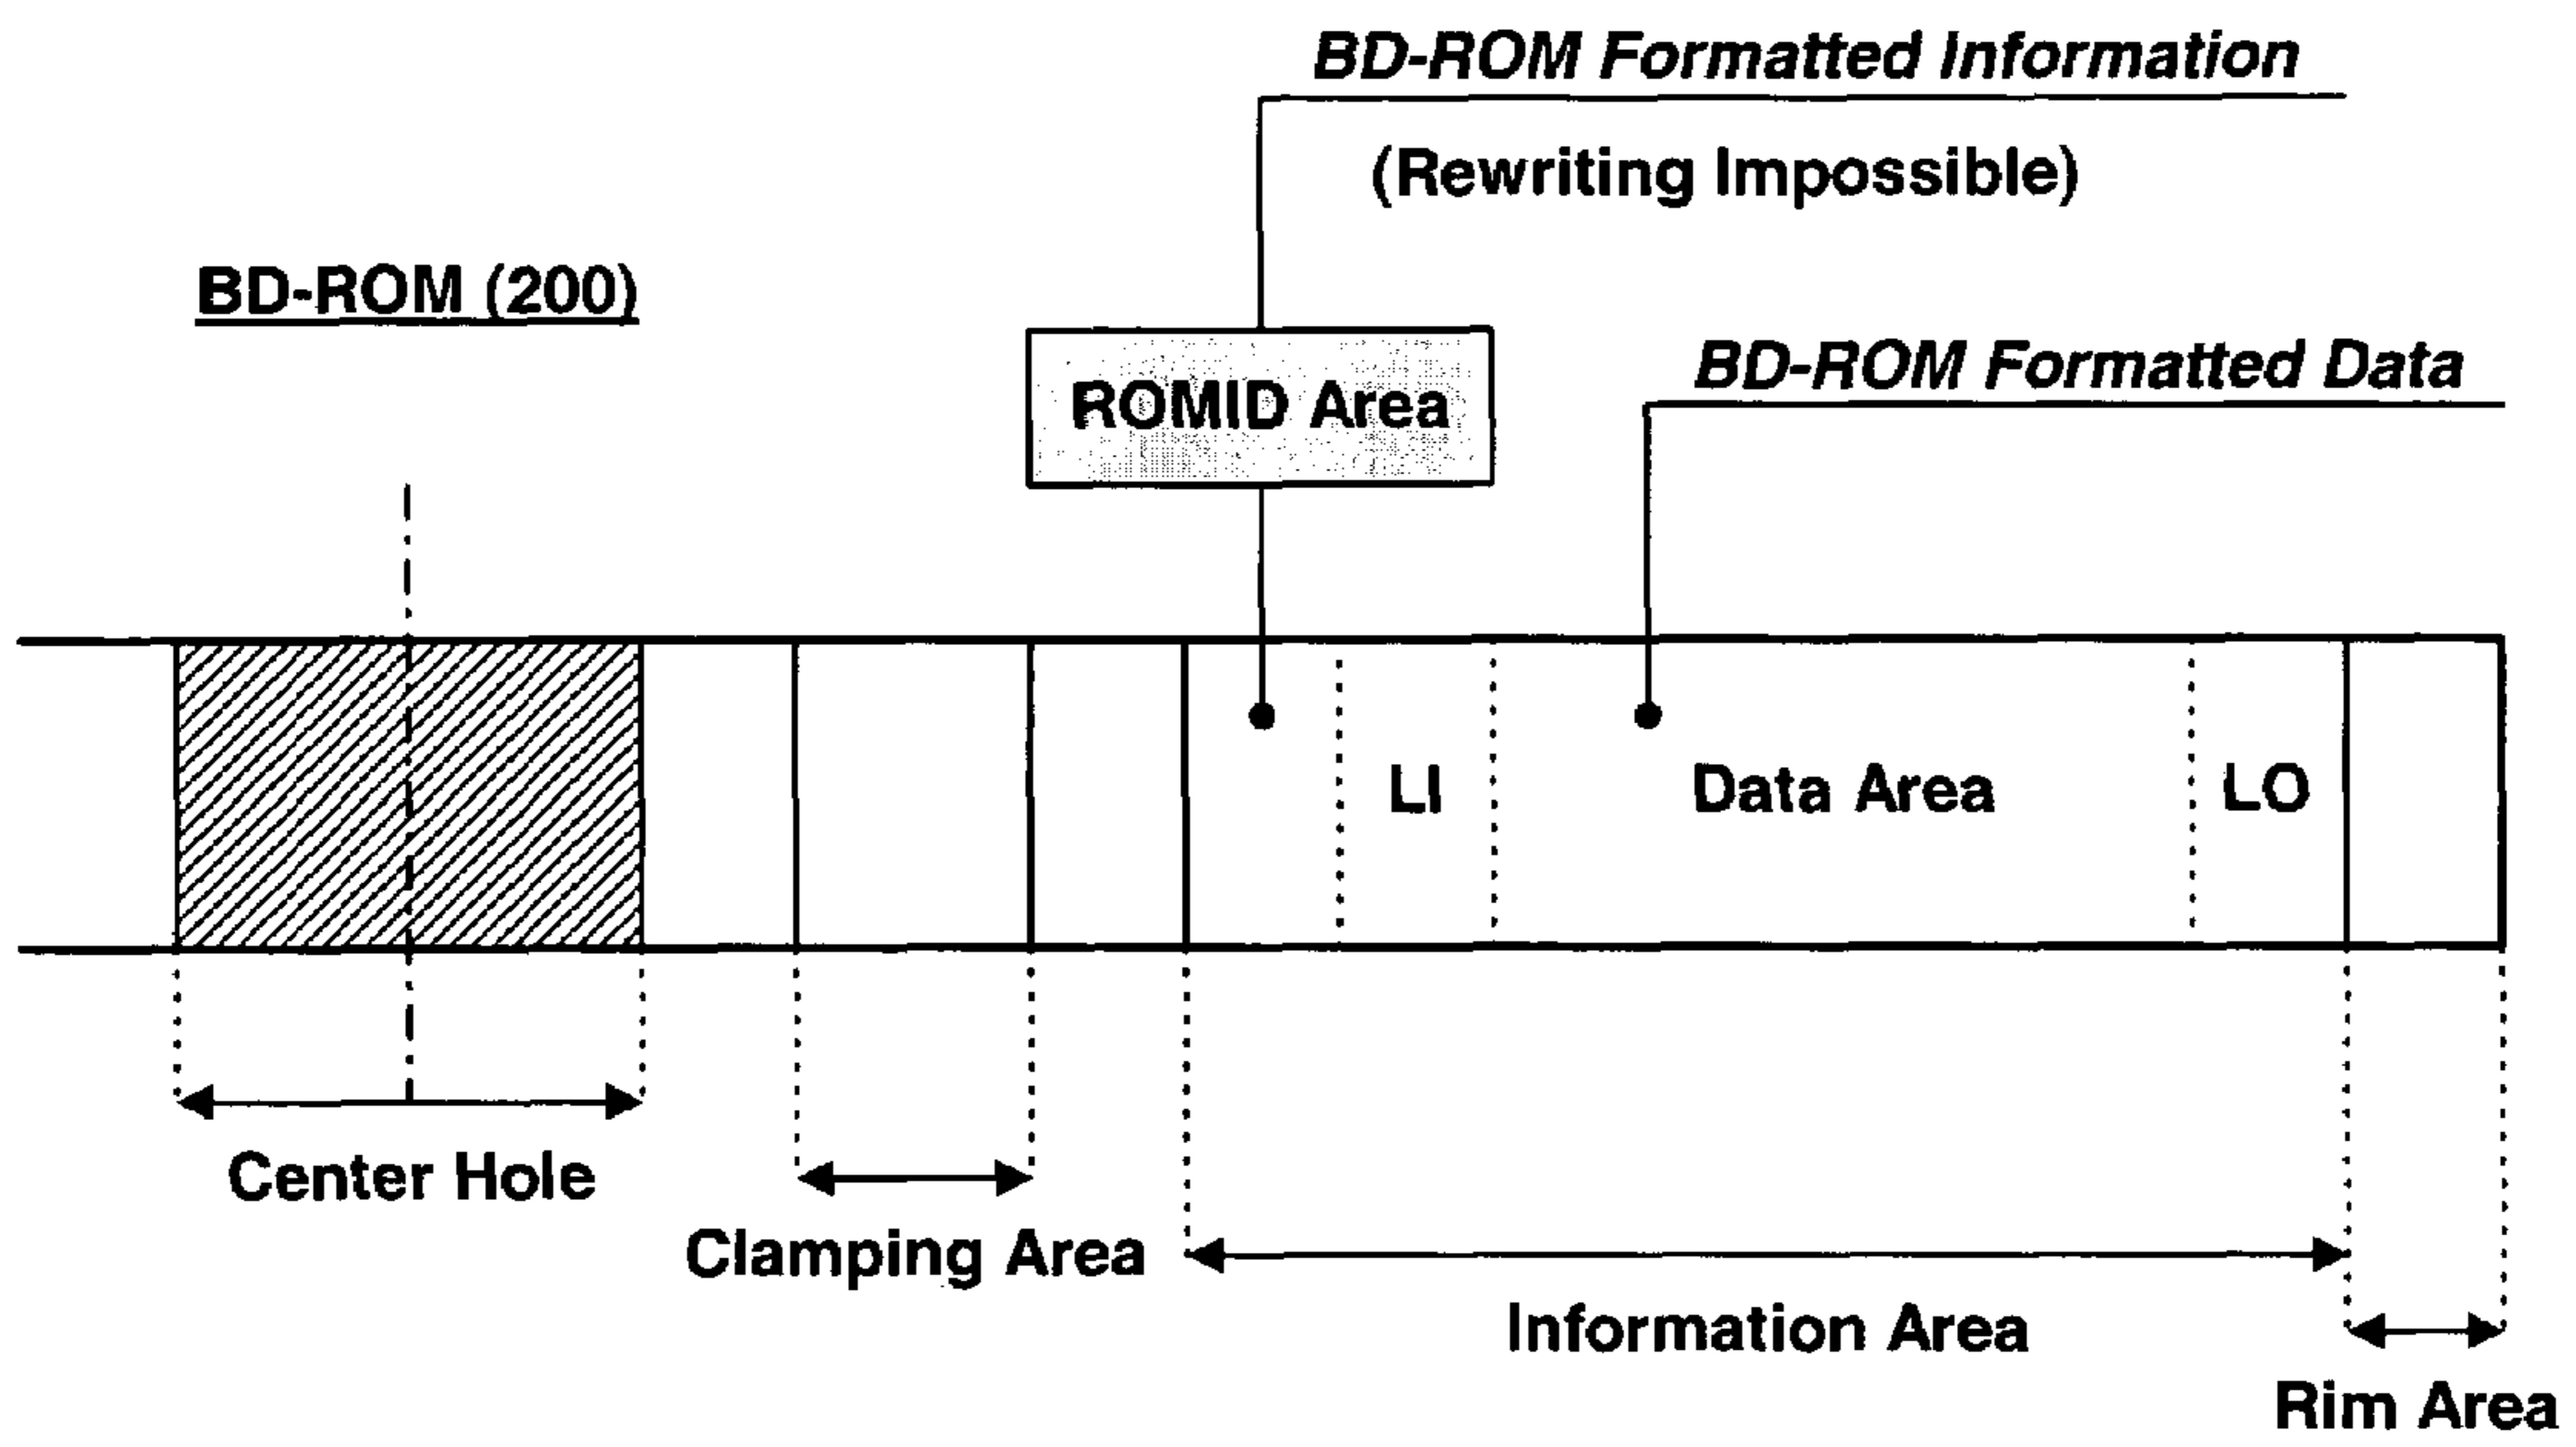 BD-ROM Formatted Information
(Rewriting Impossible)
BD-ROM (200)
BD-ROM Formatted Data
ROMID Area
LI
Data Area
LO
Center Hole
Clamping Area
Information Area
Rim Area